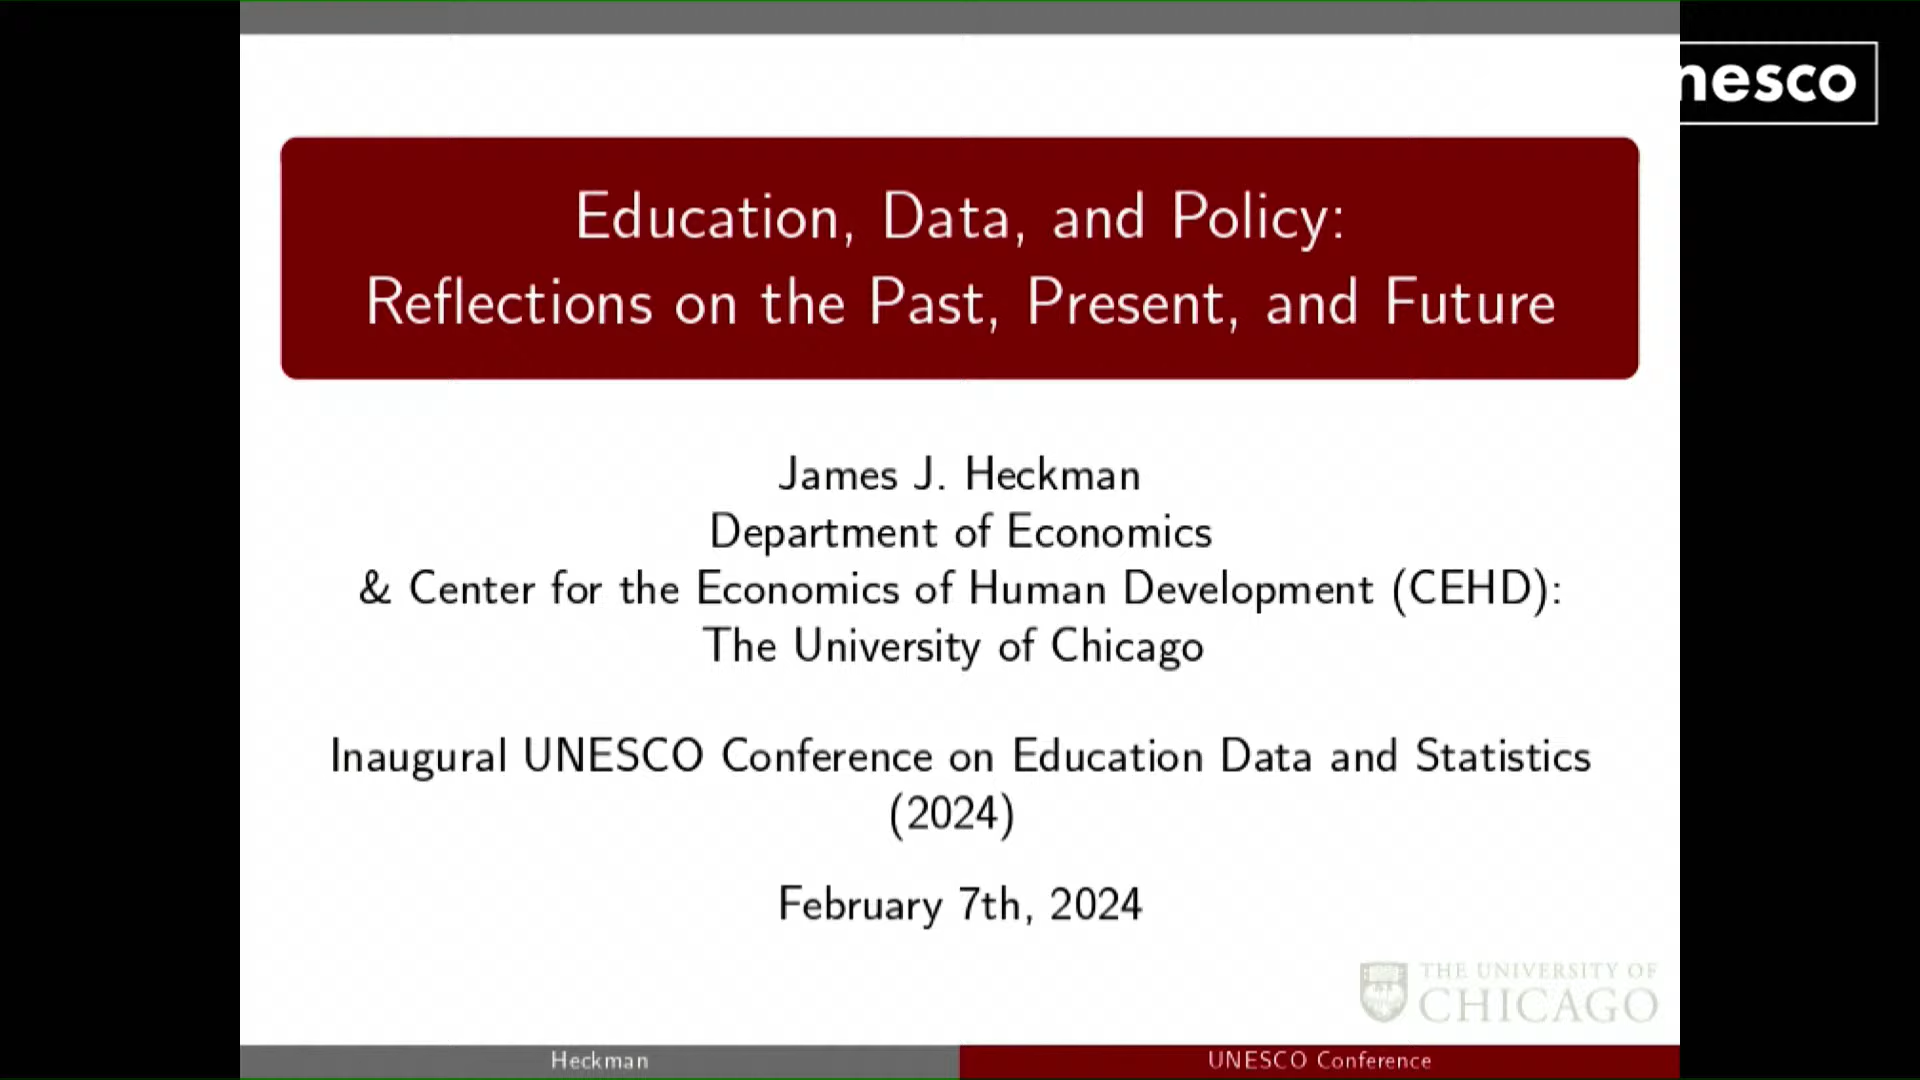 nesco
Education, Data, and Policy:
Reflections on the Past, Present, and Future
James J. Heckman
Department of Economics
& Center for the Economics of Human Development (CEHD):
The University of Chicago
Inaugural UNESCO Conference on Education Data and Statistics
(2024)
February 7th, 2024
THE UNIVERSITY OF
CHICAGO
Heckman
UNESCO Conference